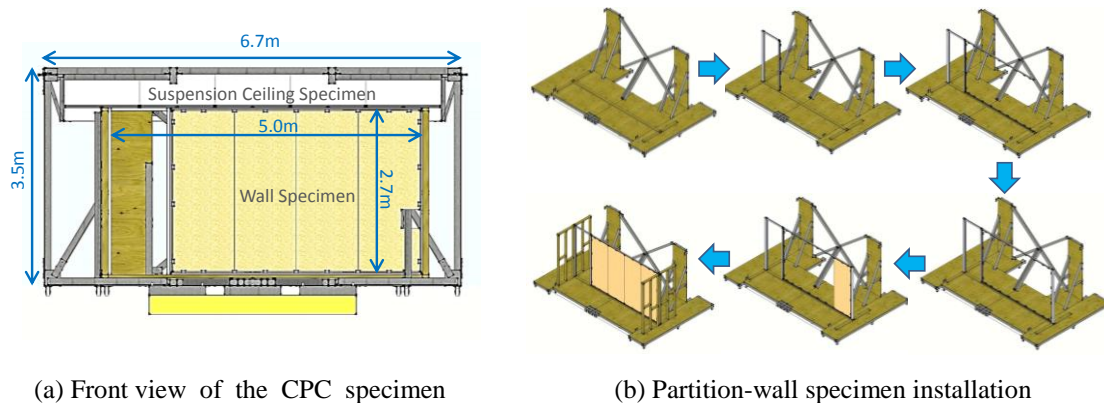 6.7m
Suspension Ceiling Specimen
5.0m
3.5m
2.7m
Wall Specimen
(a) Front view of the CPC specimen
(b) Partition-wall specimen installation